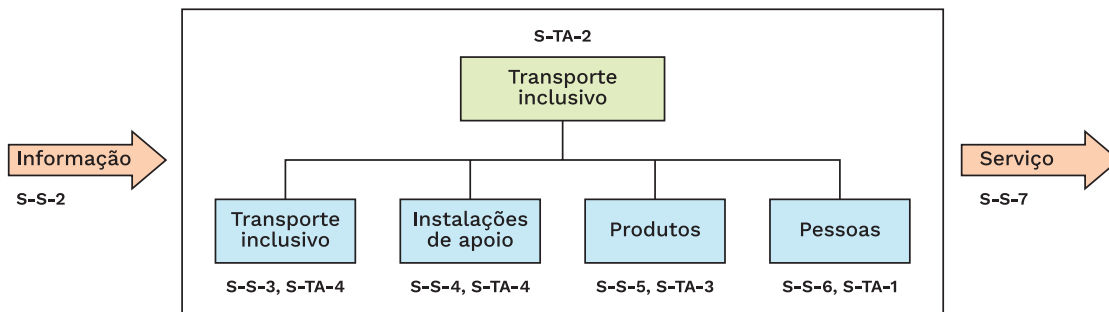 S-TA-2
Transporte
inclusivo
Informação
S-S-2
Serviço
S-S-7
Transporte
inclusivo
S-S-3, S-TA-4
Instalações
de apoio
S-S-4, S-TA-4
Produtos
S-S-5, S-TA-3
Pessoas
S-S-6, S-TA-1